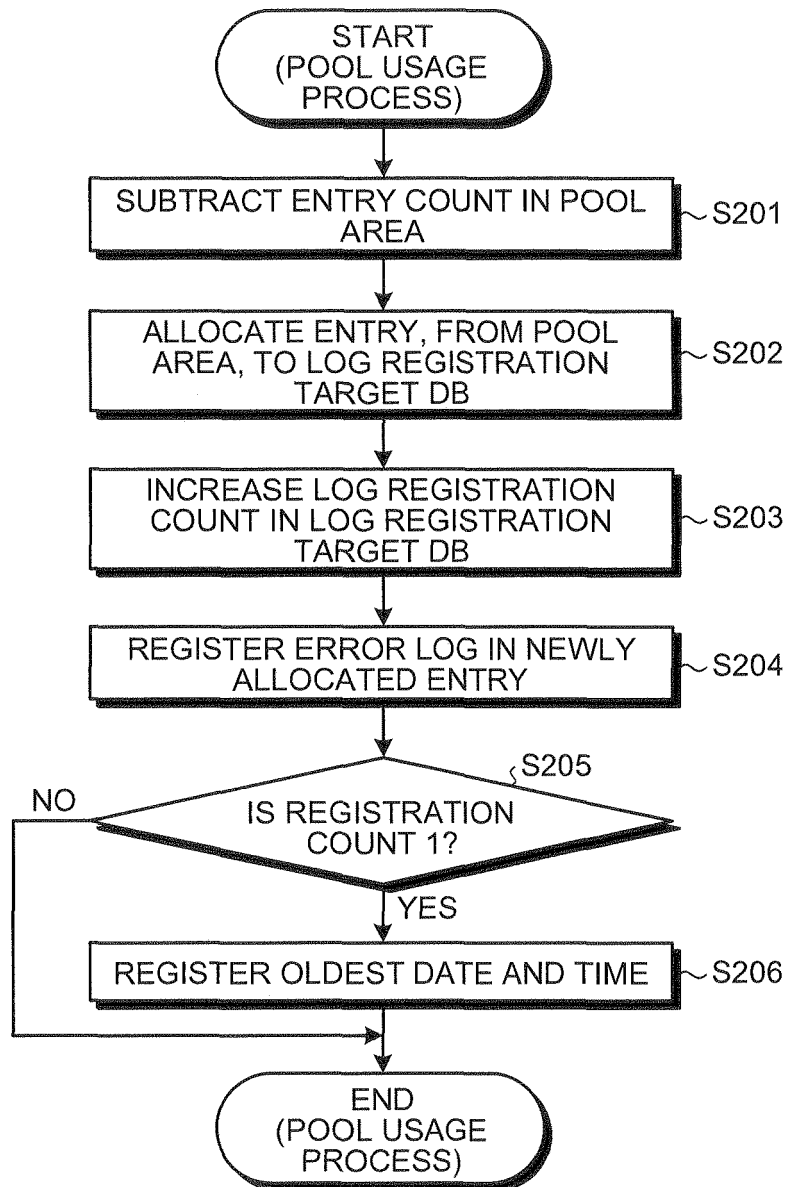 START
(POOL USAGE
PROCESS)
SUBTRACT ENTRY COUNT IN POOL
AREA
S201
ALLOCATE ENTRY, FROM POOL
AREA, TO LOG REGISTRATION
TARGET DB
S202
INCREASE LOG REGISTRATION
COUNT IN LOG REGISTRATION
TARGET DB
S203
REGISTER ERROR LOG IN NEWLY
ALLOCATED ENTRY
S204
S205
NO
IS REGISTRATION
COUNT 1?
YES
REGISTER OLDEST DATE AND TIME
S206
END
(POOL USAGE
PROCESS)